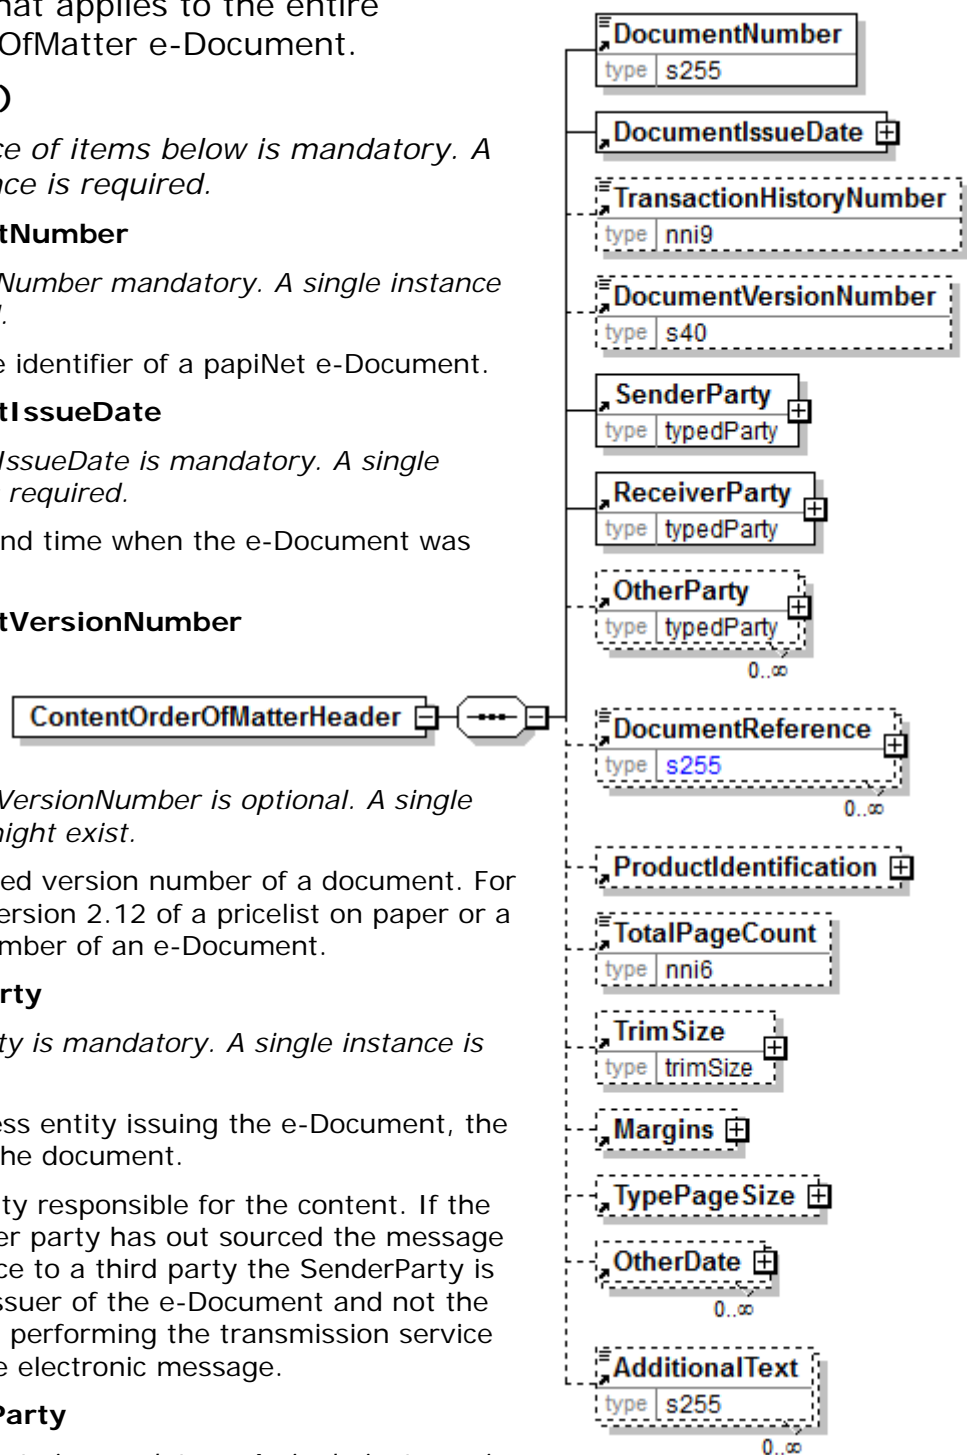 that applies to the entire
OfMatter e-Document.
ce of items below is mandatory. A
nce is required.
tNumber
Number mandatory. A single instance
e identifier of a papiNet e-Document.
tIssueDate
IssueDate is mandatory. A single
required.
nd time when the e-Document was
tVersionNumber
VersionNumber is optional. A single
might exist.
ed version number of a document. For
ersion 2.12 of a pricelist on paper or a
mber of an e-Document.
rty
ty is mandatory. A single instance is
ess entity issuing the e-Document, the
he document.
ty responsible for the content. If the
er party has out sourced the message
ce to a third party the SenderParty is
ssuer of the e-Document and not the
performing the transmission service
e electronic message.
Party
ContentOrderOfMatterHeader
DocumentNumber
type s255
DocumentIssueDate
TransactionHistoryNumber
type nni9
DocumentVersionNumber
type s40
SenderParty
type typedParty
ReceiverParty
type typedParty
OtherParty
type typedParty
0..∞
DocumentReference
type s255
0..∞
ProductIdentification
TotalPageCount
type nni6
TrimSize
type trimSize
Margins
TypePageSize
OtherDate
0..∞
AdditionalText
type s255
0..∞